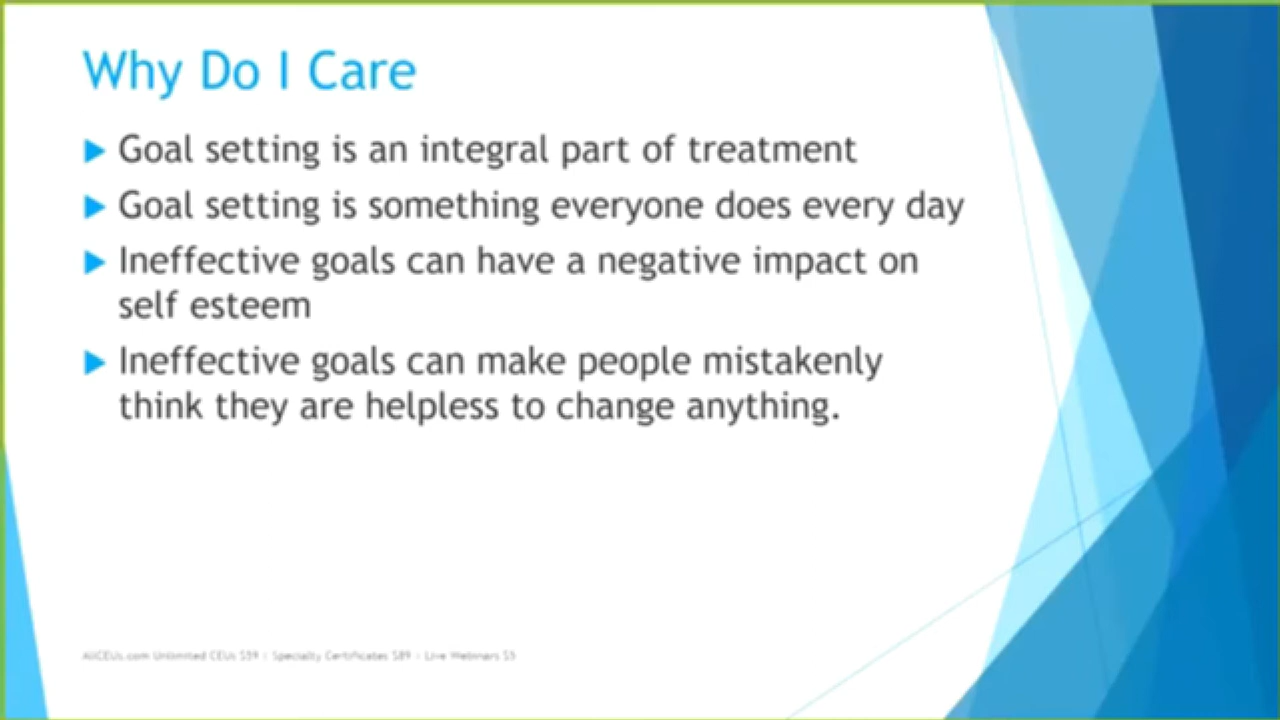 Why Do I Care
Goal setting is an integral part of treatment
Goal setting is something everyone does every day
Ineffective goals can have a negative impact on
self esteem
Ineffective goals can make people mistakenly
think they are helpless to change anything.
AllCEUs.com Unlimited CEUs $59 | Specialty Certificates $89 | Live Webinars $5